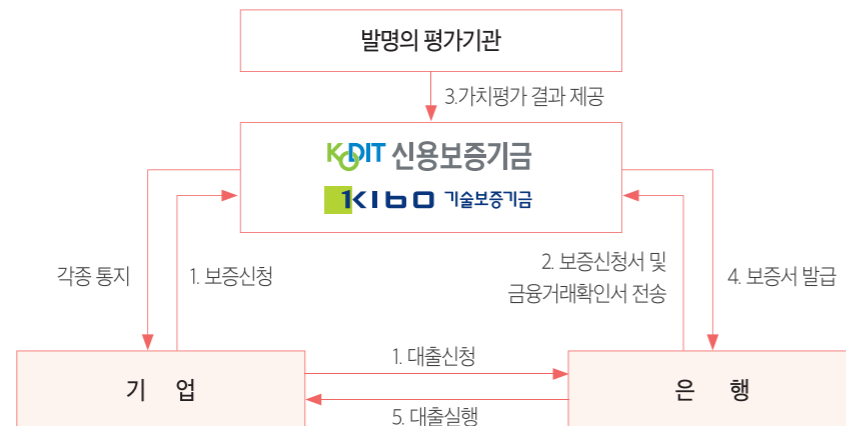 발명의 평가기관
3.가치평가 결과 제공
KODIT 신용보증기금
KIBO 기술보증기금
각종 통지
1. 보증신청
2. 보증신청서 및
금융거래확인서 전송
4. 보증서 발급
1. 대출신청
기 업
은 행
5. 대출실행